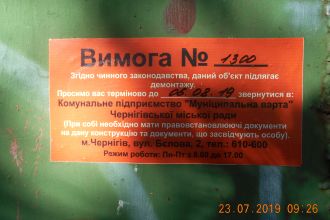 Вимога № 1300
Згідно чинного законодавства, даний об'єкт підлягає
демонтажу.
Просимо вас терміново до 06.08.19 звернутися в:
Комунальне підприємство "Муніципальна варта"
Чернігівської міської ради
(При собі необхідно мати правовстановлюючі документи
на дану конструкцію та документи, що засвідчують особу).
м.Чернігів, вул. Бєлова, 2, тел.: 610-600
Режим роботи: Пн-Пт з 8.00 до 17.00
23.07.2019 09:26